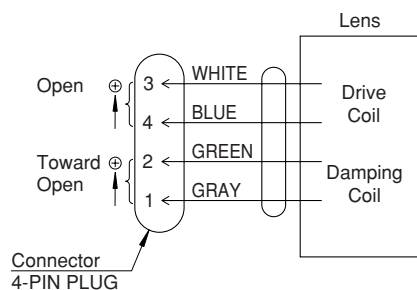 Lens
Open ⊕ 3 WHITE
Drive
Coil
4 BLUE
Toward
Open ⊕ 2 GREEN
Damping
Coil
1 GRAY
Connector
4-PIN PLUG